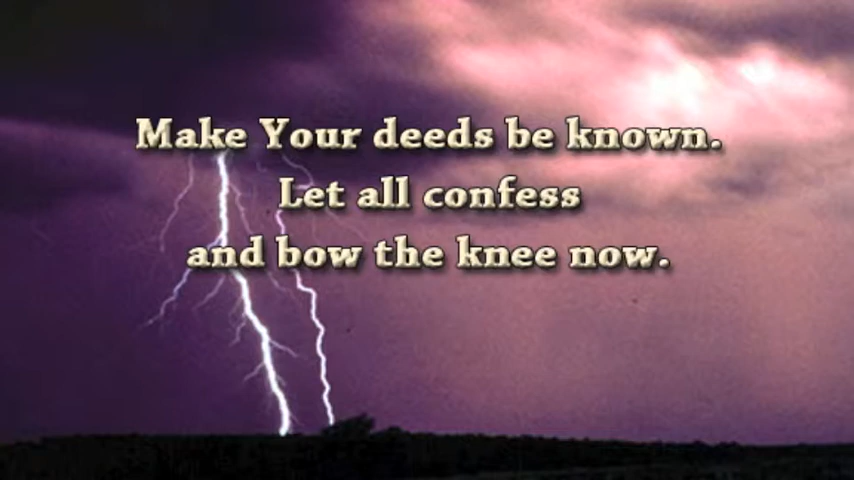 Make Your deeds be known.
Let all confess
and bow the knee now.